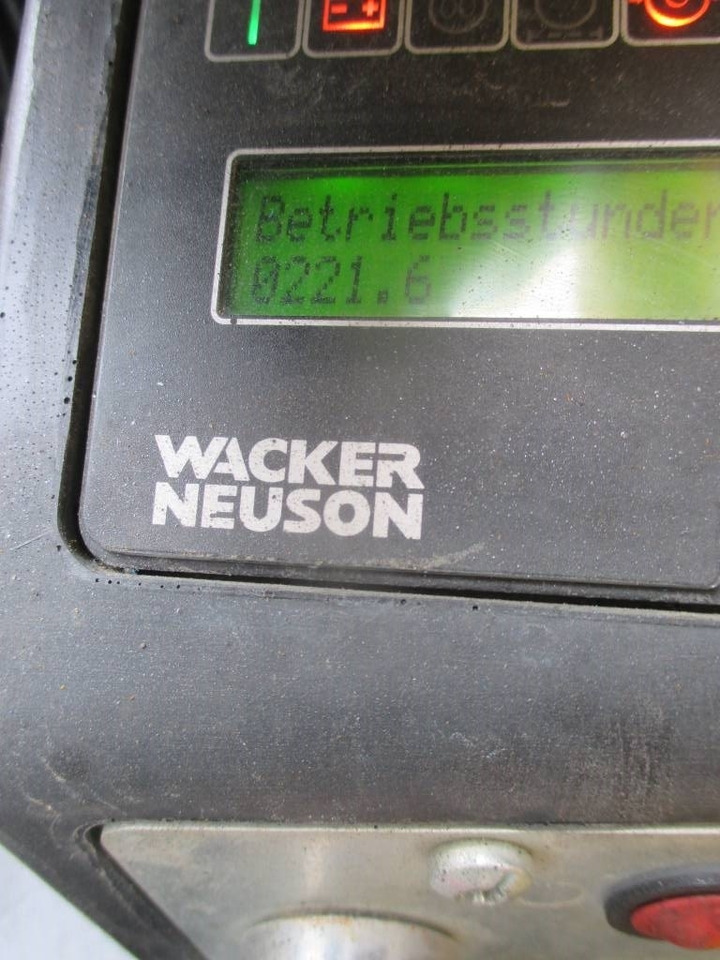 Betriebsstunden
0221.6
WACKER
NEUSON